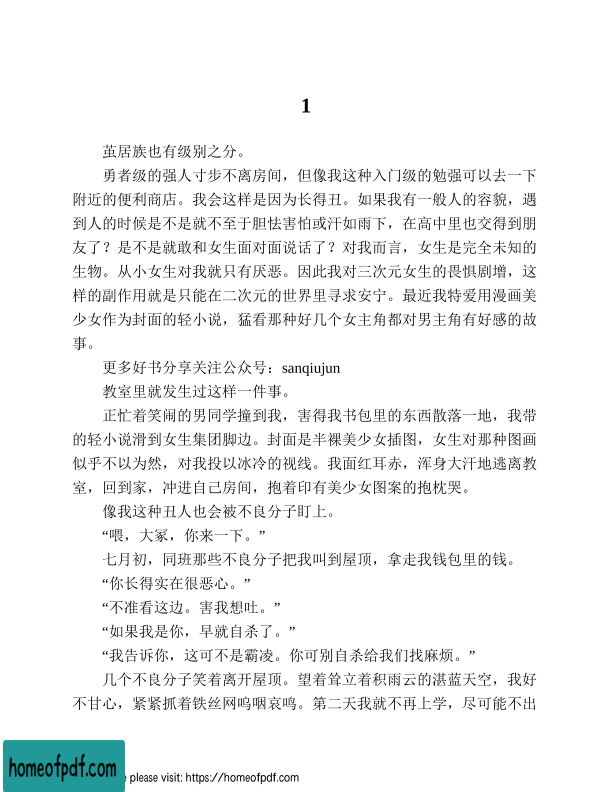 1
茧居族也有级别之分。
勇者级的强人寸步不离房间，但像我这种入门级的勉强可以去一下
附近的便利商店。我会这样是因为长得丑。如果我有一般人的容貌，遇
到人的时候是不是就不至于胆怯害怕或汗如雨下，在高中里也交得到朋
友了？是不是就敢和女生面对面说话了？对我而言，女生是完全未知的
生物。从小女生对我就只有厌恶。因此我对三次元女生的畏惧剧增，这
样的副作用就是只能在二次元的世界里寻求安宁。最近我特爱用漫画美
少女作为封面的轻小说，猛看那种好几个女主角都对男主角有好感的故
事。
更多好书分享关注公众号：sanqiujun
教室里就发生过这样一件事。
正忙着笑闹的男同学撞到我，害得我书包里的东西散落一地，我带
的轻小说滑到女生集团脚边。封面是半裸美少女插图，女生对那种图画
似乎不以为然，对我投以冰冷的视线。我面红耳赤，浑身大汗地逃离教
室，回到家，冲进自己房间，抱着印有美少女图案的抱枕哭。
像我这种丑人也会被不良分子盯上。
“喂，大冢，你来一下。”
七月初，同班那些不良分子把我叫到屋顶，拿走我钱包里的钱。
“你长得实在很恶心。”
“不准看这边。害我想吐。”
“如果我是你，早就自杀了。”
“我告诉你，这可不是霸凌。你可别自杀给我们找麻烦。”
几个不良分子笑着离开屋顶。望着耸立着积雨云的湛蓝天空，我好
不甘心，紧紧抓着铁丝网呜咽哀鸣。第二天我就不再上学，尽可能不出
homeofpdf.com
e please visit: https://homeofpdf.com